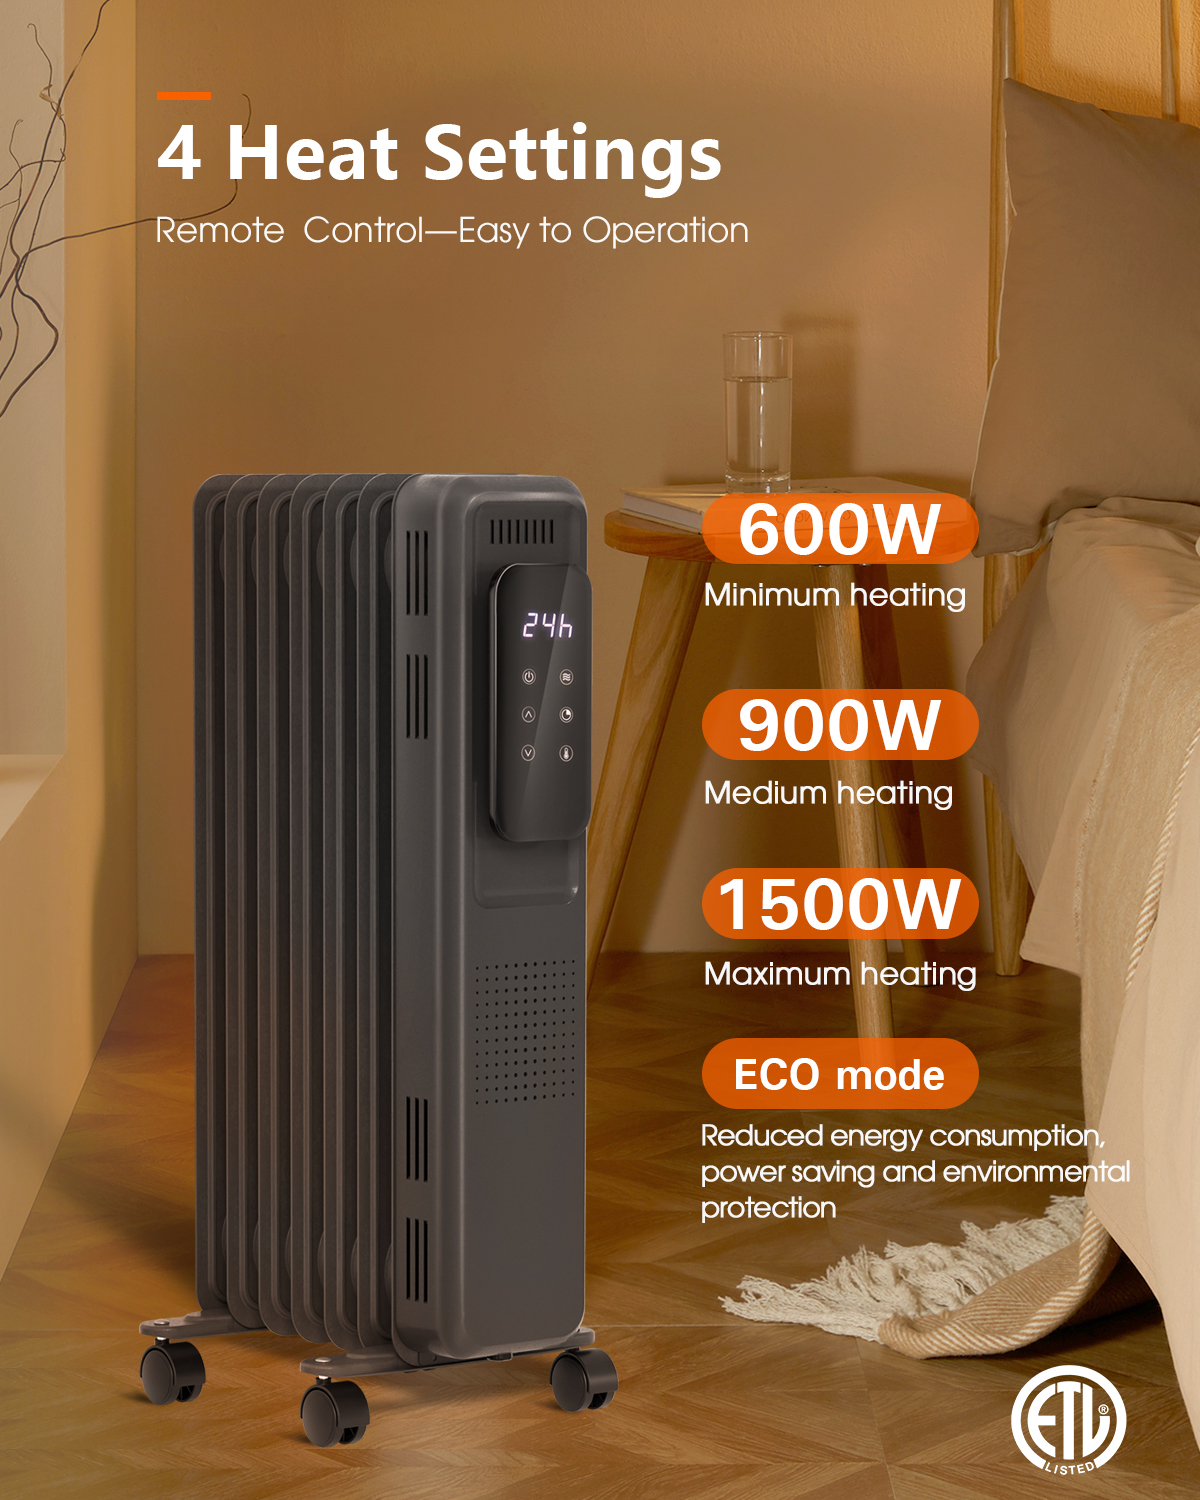 4 Heat Settings
Remote Control—Easy to Operation
24h
600W
Minimum heating
900W
Medium heating
1500W
Maximum heating
ECO mode
Reduced energy consumption,
power saving and environmental
protection
ETL®
LISTED